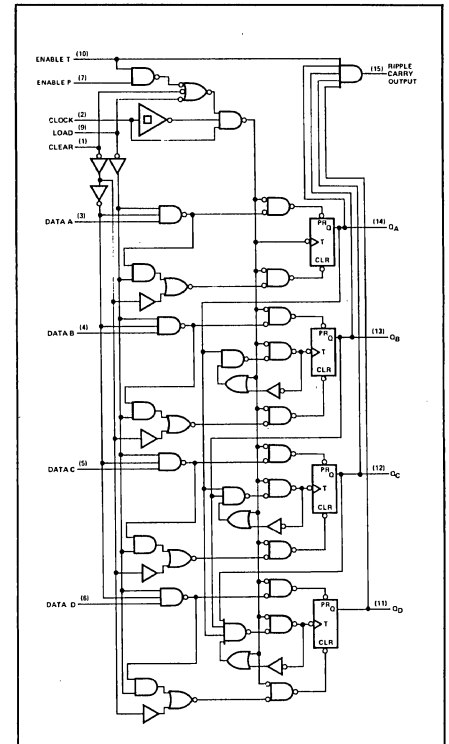 ENABLE T (10)
(15) RIPPLE
CARRY
OUTPUT
ENABLE P (7)
CLOCK (2)
LOAD (9)
CLEAR (1)
DATA A (3)
PR
Q
(14) QA
T
CLR
DATA B (4)
PR
Q
(13) QB
T
CLR
DATA C (5)
PR
Q
(12) QC
T
CLR
DATA D (6)
PR
Q
(11) QD
T
CLR